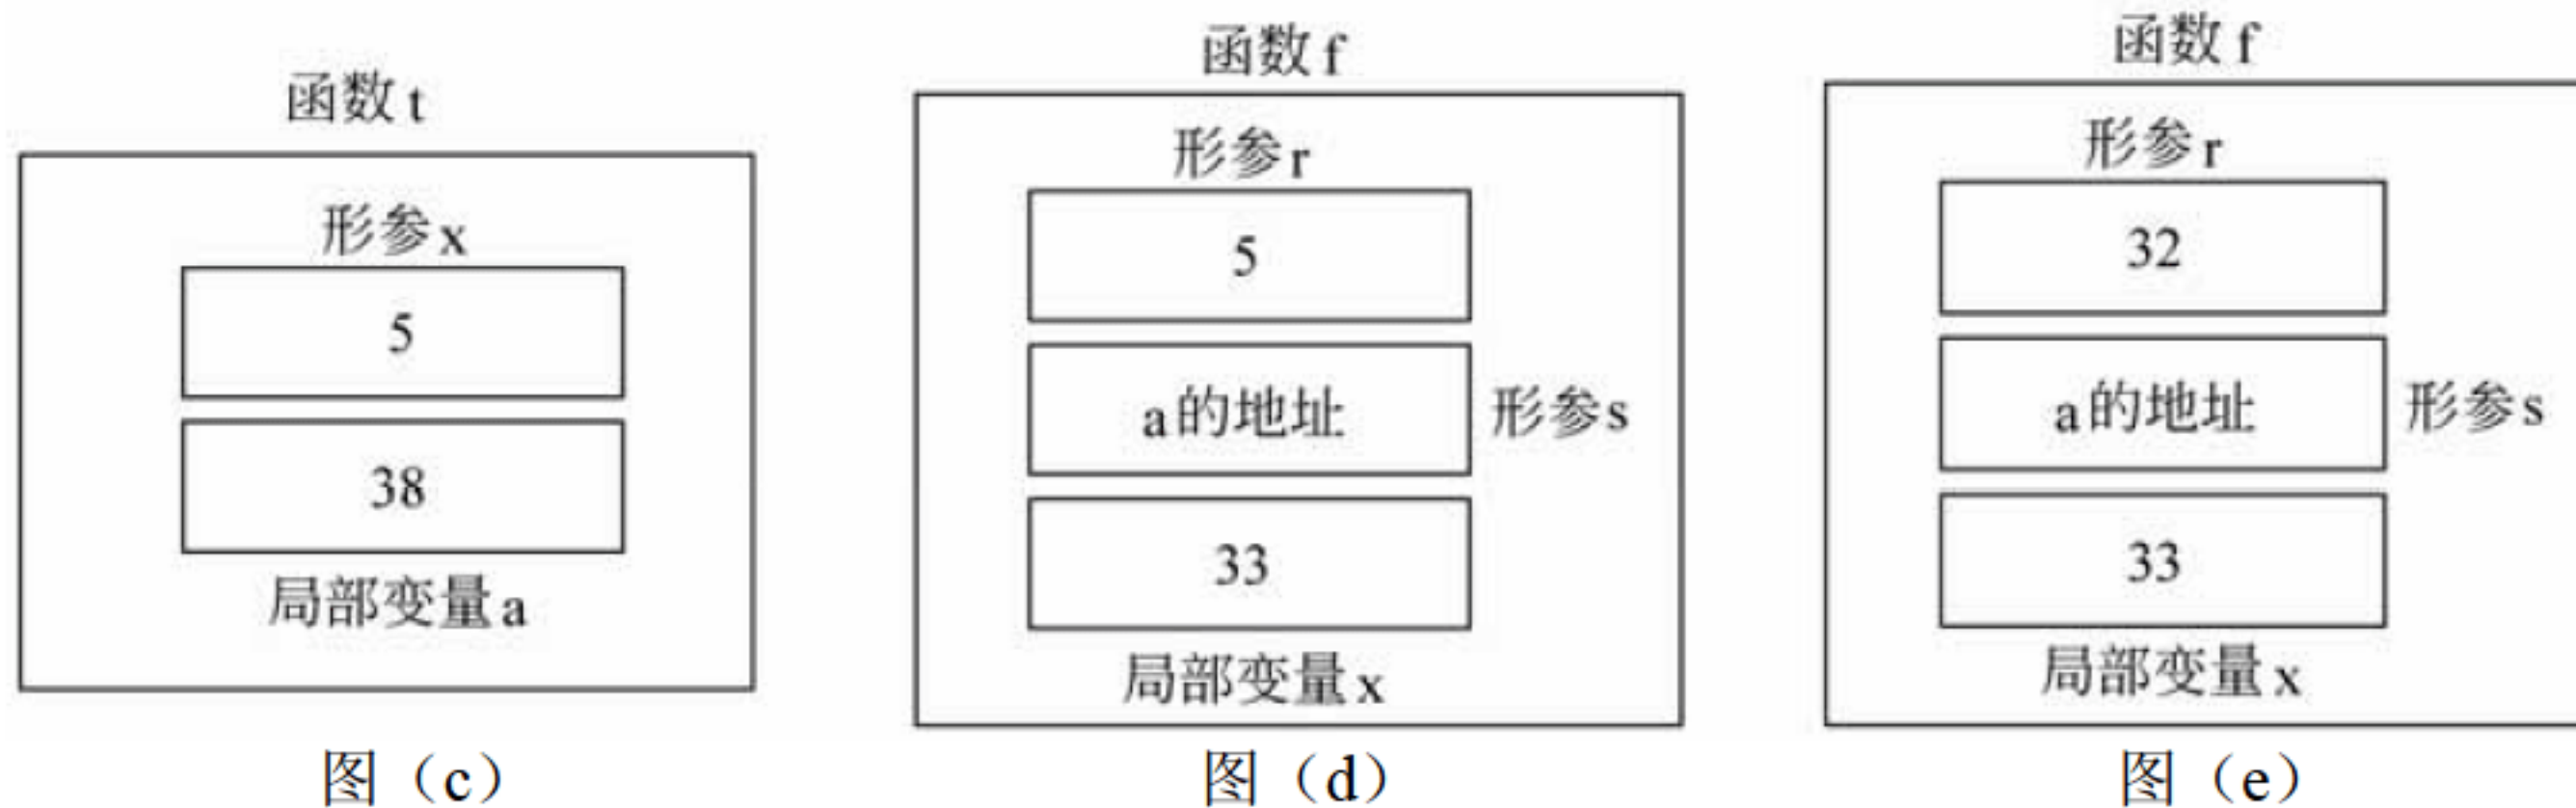 函数t
形参x
5
38
局部变量a
图（c）
函数f
形参r
5
a的地址
形参s
33
局部变量x
图（d）
函数f
形参r
32
a的地址
形参s
33
局部变量x
图（e）